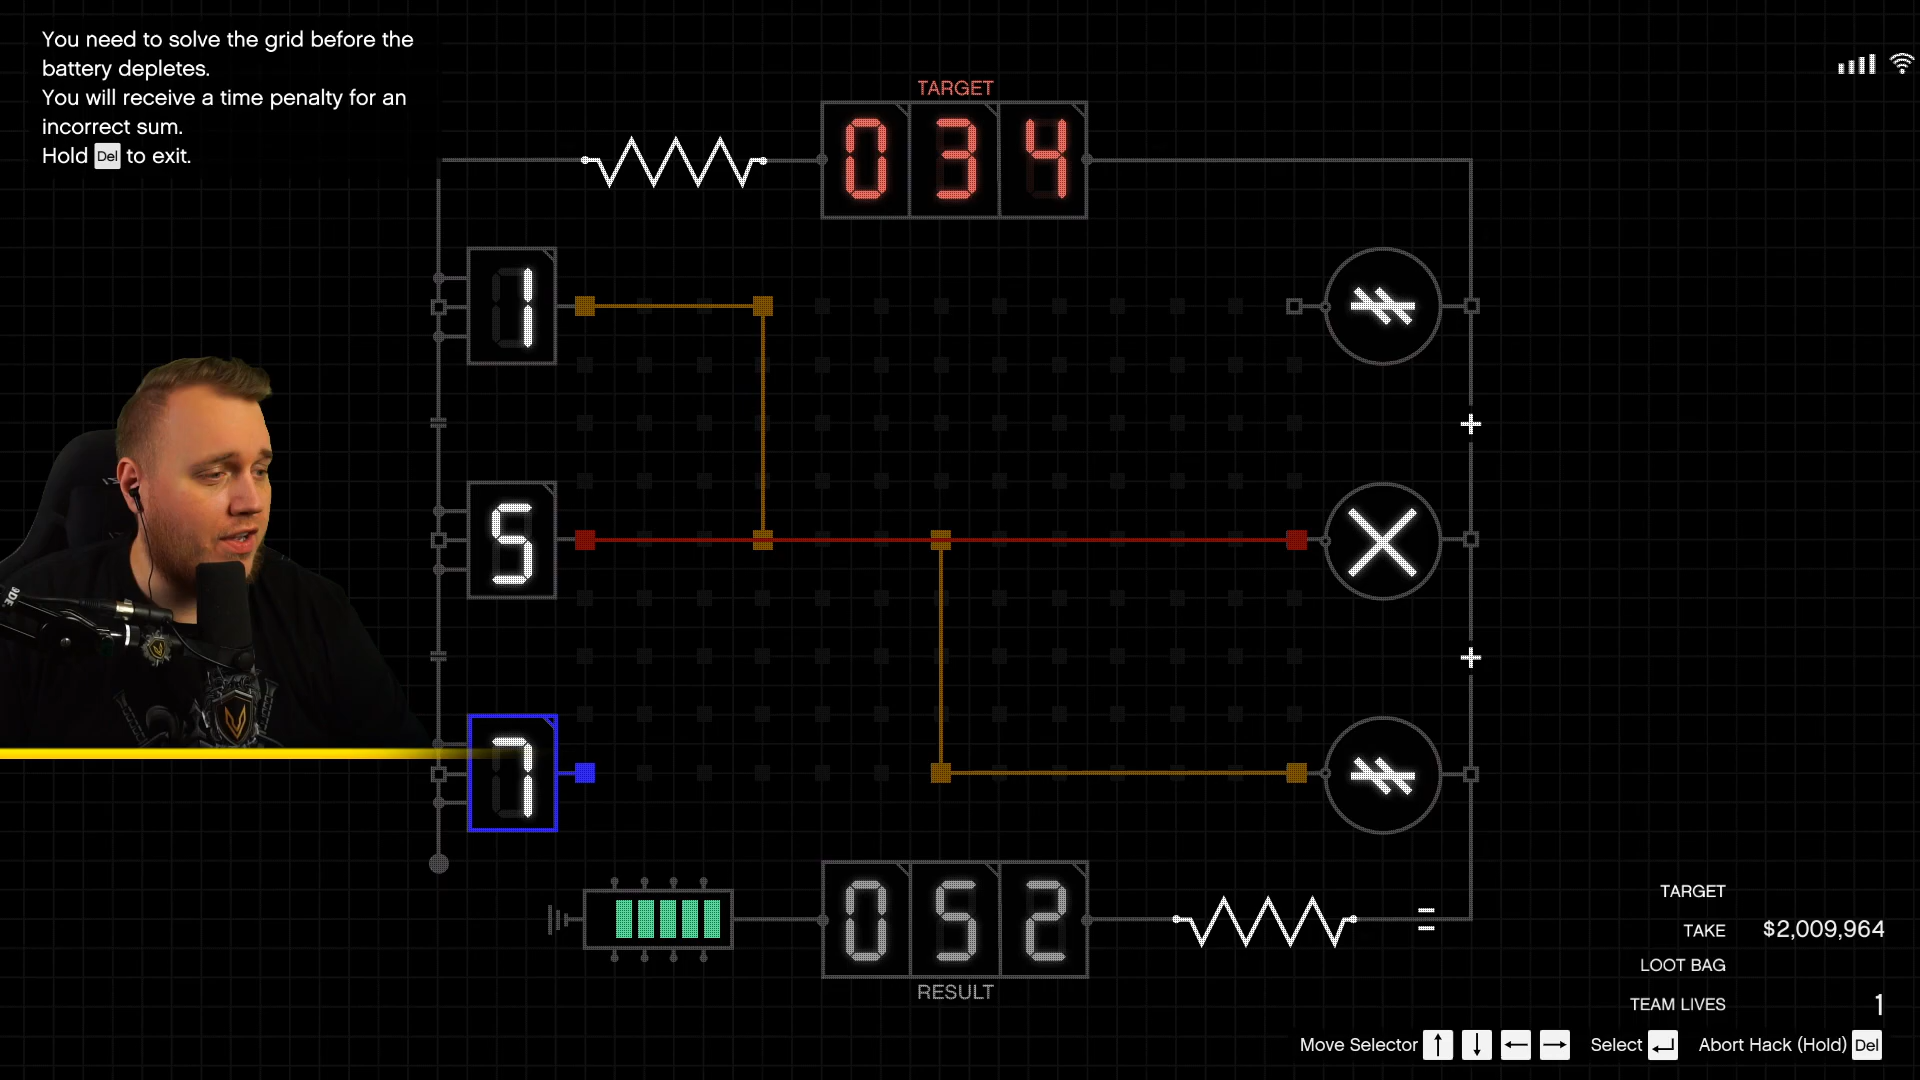 You need to solve the grid before the
battery depletes.
You will receive a time penalty for an
incorrect sum.
Hold Del to exit.
TARGET
034
1
5
7
+
+
=
052
RESULT
TARGET
TAKE $2,009,964
LOOT BAG
TEAM LIVES 1
Move Selector ↑ ↓ ← → Select ↵ Abort Hack (Hold) Del